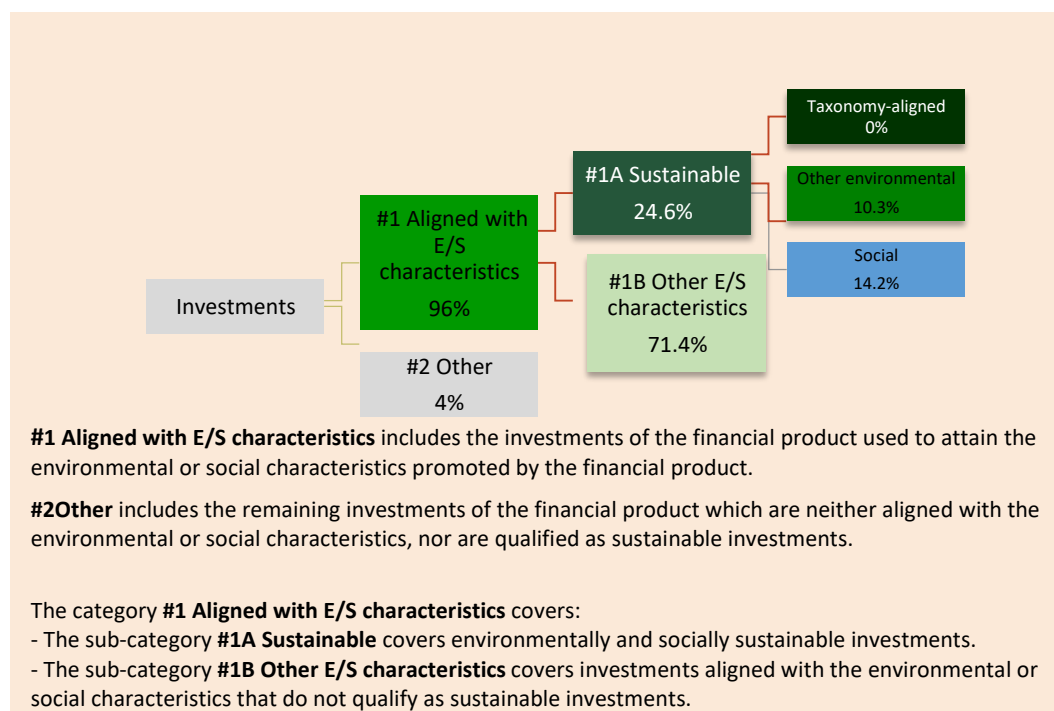 Taxonomy-aligned
0%
#1A Sustainable
24.6%
Other environmental
10.3%
#1 Aligned with
E/S
characteristics
96%
Social
14.2%
#1B Other E/S
characteristics
71.4%
Investments
#2 Other
4%
#1 Aligned with E/S characteristics includes the investments of the financial product used to attain the
environmental or social characteristics promoted by the financial product.
#2Other includes the remaining investments of the financial product which are neither aligned with the
environmental or social characteristics, nor are qualified as sustainable investments.
The category #1 Aligned with E/S characteristics covers:
- The sub-category #1A Sustainable covers environmentally and socially sustainable investments.
- The sub-category #1B Other E/S characteristics covers investments aligned with the environmental or
social characteristics that do not qualify as sustainable investments.